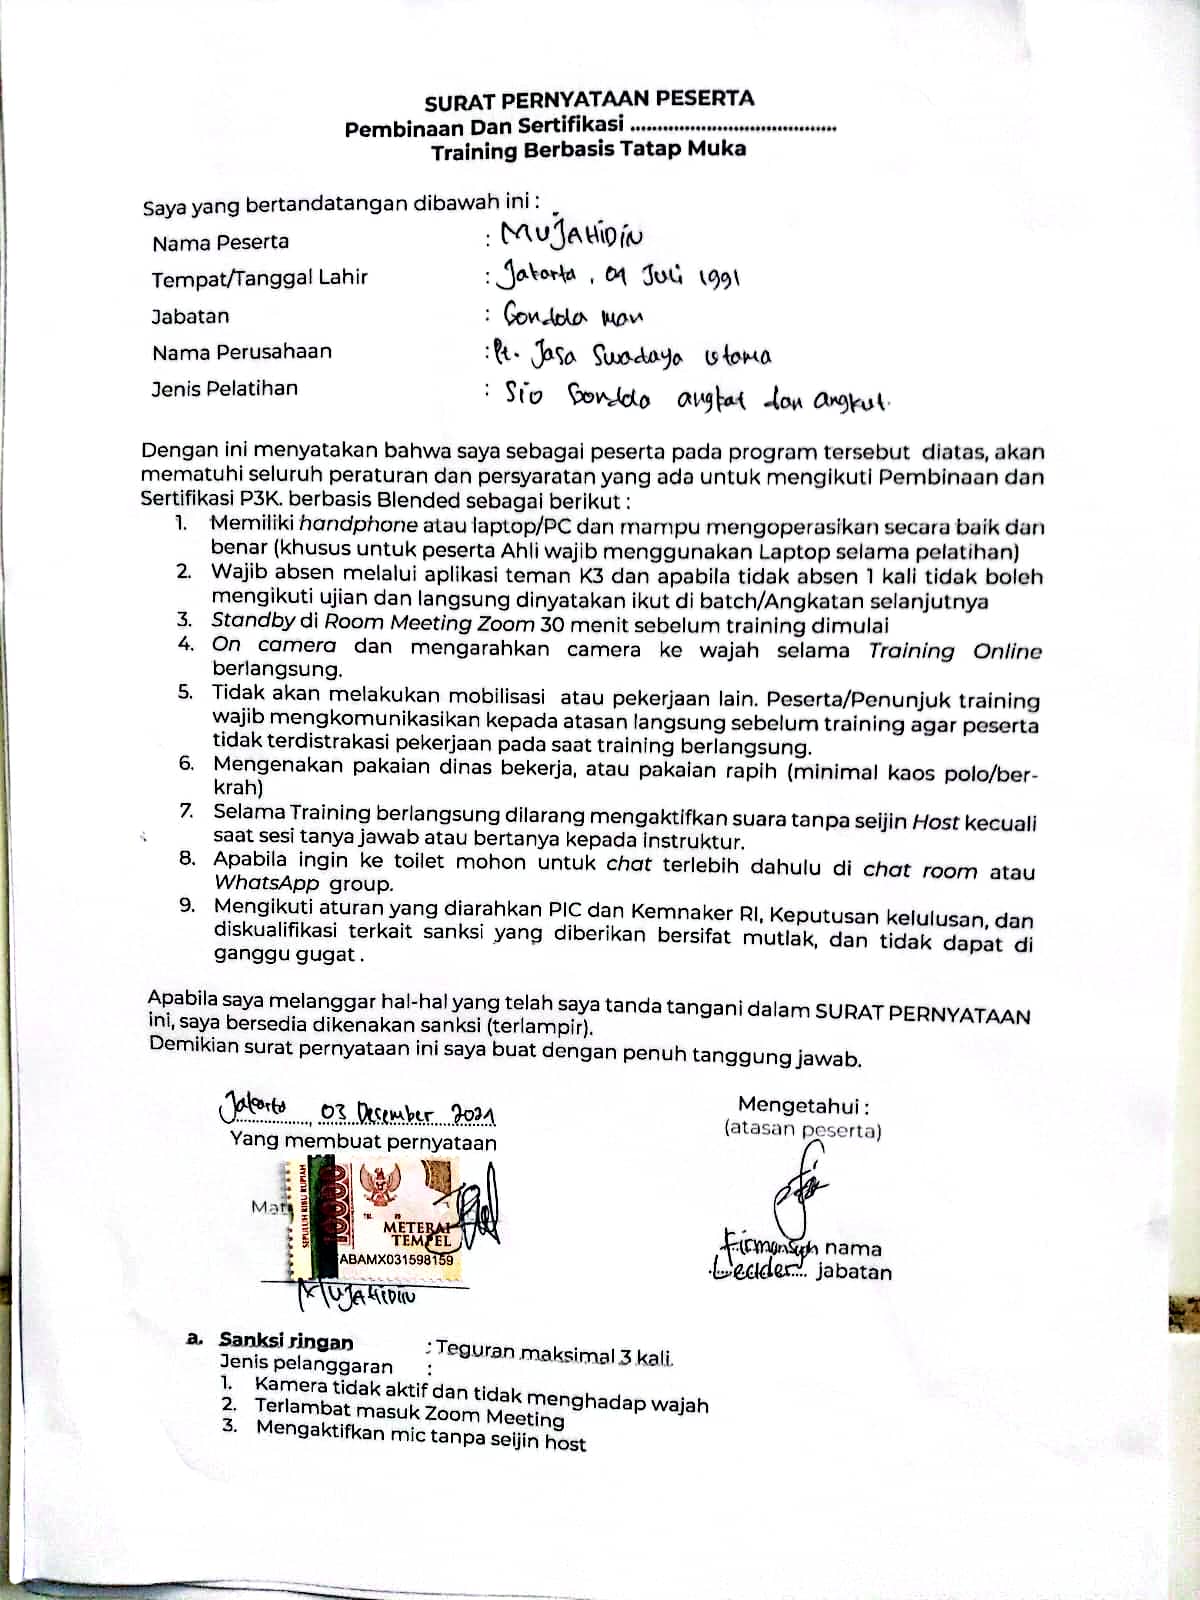 SURAT PERNYATAAN PESERTA
Pembinaan Dan Sertifikasi ......................................
Training Berbasis Tatap Muka
Saya yang bertandatangan dibawah ini :
Nama Peserta : MUJAHIDIN
Tempat/Tanggal Lahir : Jakarta, 09 Juli 1991
Jabatan : Gondola man
Nama Perusahaan : Pt. Jasa Swadaya utama
Jenis Pelatihan : Sio Gondola angkat dan angkut.
Dengan ini menyatakan bahwa saya sebagai peserta pada program tersebut diatas, akan
mematuhi seluruh peraturan dan persyaratan yang ada untuk mengikuti Pembinaan dan
Sertifikasi P3K. berbasis Blended sebagai berikut :
1. Memiliki handphone atau laptop/PC dan mampu mengoperasikan secara baik dan
benar (khusus untuk peserta Ahli wajib menggunakan Laptop selama pelatihan)
2. Wajib absen melalui aplikasi teman K3 dan apabila tidak absen 1 kali tidak boleh
mengikuti ujian dan langsung dinyatakan ikut di batch/Angkatan selanjutnya
3. Standby di Room Meeting Zoom 30 menit sebelum training dimulai
4. On camera dan mengarahkan camera ke wajah selama Training Online
berlangsung.
5. Tidak akan melakukan mobilisasi atau pekerjaan lain. Peserta/Penunjuk training
wajib mengkomunikasikan kepada atasan langsung sebelum training agar peserta
tidak terdistrakasi pekerjaan pada saat training berlangsung.
6. Mengenakan pakaian dinas bekerja, atau pakaian rapih (minimal kaos polo/ber-
krah)
7. Selama Training berlangsung dilarang mengaktifkan suara tanpa seijin Host kecuali
saat sesi tanya jawab atau bertanya kepada instruktur.
8. Apabila ingin ke toilet mohon untuk chat terlebih dahulu di chat room atau
WhatsApp group.
9. Mengikuti aturan yang diarahkan PIC dan Kemnaker RI, Keputusan kelulusan, dan
diskualifikasi terkait sanksi yang diberikan bersifat mutlak, dan tidak dapat di
ganggu gugat .
Apabila saya melanggar hal-hal yang telah saya tanda tangani dalam SURAT PERNYATAAN
ini, saya bersedia dikenakan sanksi (terlampir).
Demikian surat pernyataan ini saya buat dengan penuh tanggung jawab.
Jakarta, 03 Desember 2021
Yang membuat pernyataan
Mengetahui :
(atasan peserta)
Mat
SEPULUH RIBU RUPIAH
10000
METERAI
TEMPEL
ABAMX031598159
MUJAHIDIN
Firmansyah nama
Leader.... jabatan
a. Sanksi ringan : Teguran maksimal 3 kali.
Jenis pelanggaran :
1. Kamera tidak aktif dan tidak menghadap wajah
2. Terlambat masuk Zoom Meeting
3. Mengaktifkan mic tanpa seijin host